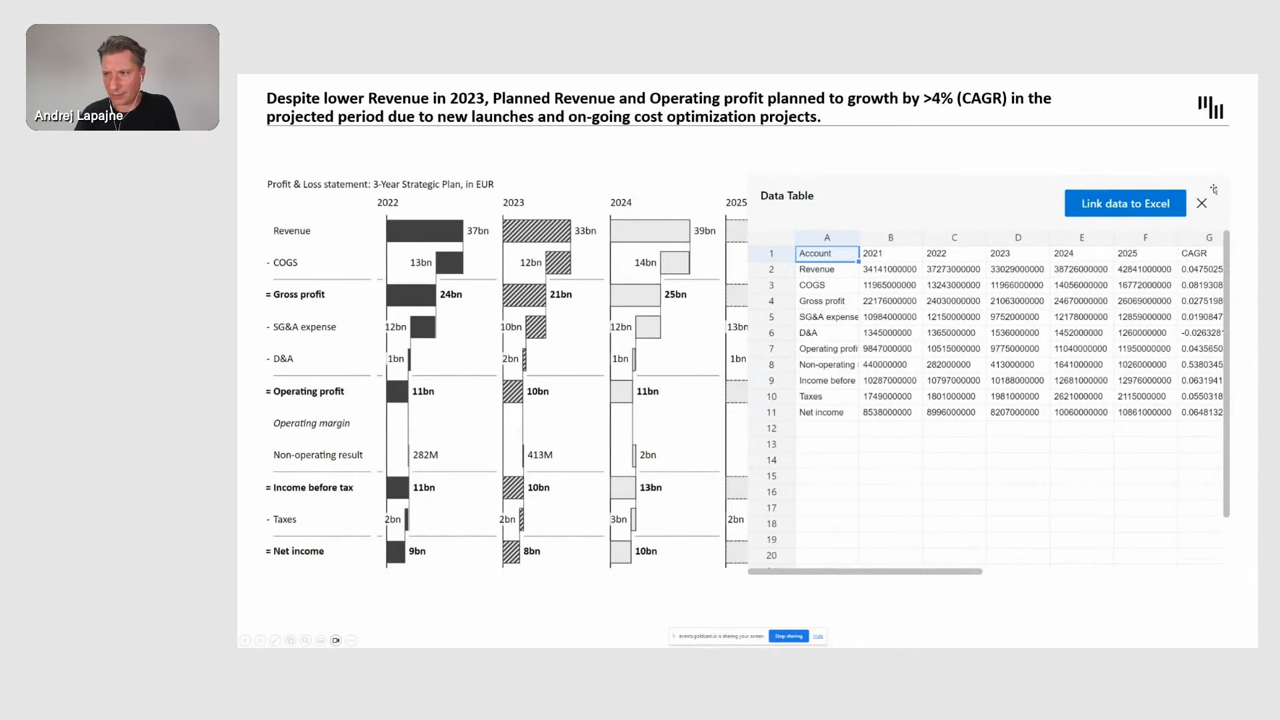 Andrej Lapajne
Despite lower Revenue in 2023, Planned Revenue and Operating profit planned to growth by >4% (CAGR) in the
projected period due to new launches and on-going cost optimization projects.
Profit & Loss statement: 3-Year Strategic Plan, in EUR
2022 2023 2024 2025
Revenue 37bn 33bn 39bn
- COGS 13bn 12bn 14bn
= Gross profit 24bn 21bn 25bn
- SG&A expense 12bn 10bn 12bn 13bn
- D&A 1bn 2bn 1bn 1bn
= Operating profit 11bn 10bn 11bn
Operating margin
Non-operating result 282M 413M 2bn
= Income before tax 11bn 10bn 13bn
- Taxes 2bn 2bn 3bn 2bn
= Net income 9bn 8bn 10bn
Data Table
Link data to Excel
A B C D E F G
1 Account 2021 2022 2023 2024 2025 CAGR
2 Revenue 34141000000 37273000000 33029000000 38726000000 42841000000 0.0475025
3 COGS 11965000000 13243000000 11966000000 14056000000 16772000000 0.0819308
4 Gross profit 22176000000 24030000000 21063000000 24670000000 26069000000 0.0275198
5 SG&A expense 10984000000 12150000000 9752000000 12178000000 12859000000 0.0190847
6 D&A 1345000000 1365000000 1536000000 1452000000 1260000000 -0.026328
7 Operating profit 9847000000 10515000000 9775000000 11040000000 11950000000 0.0435650
8 Non-operating 440000000 282000000 413000000 1641000000 1026000000 0.5380345
9 Income before 10287000000 10797000000 10188000000 12681000000 12976000000 0.0631941
10 Taxes 1749000000 1801000000 1981000000 2621000000 2115000000 0.0550318
11 Net income 8538000000 8996000000 8207000000 10060000000 10861000000 0.0648132
12
13
14
15
16
17
18
19
20
events.goldcast.io is sharing your screen. Stop sharing Hide